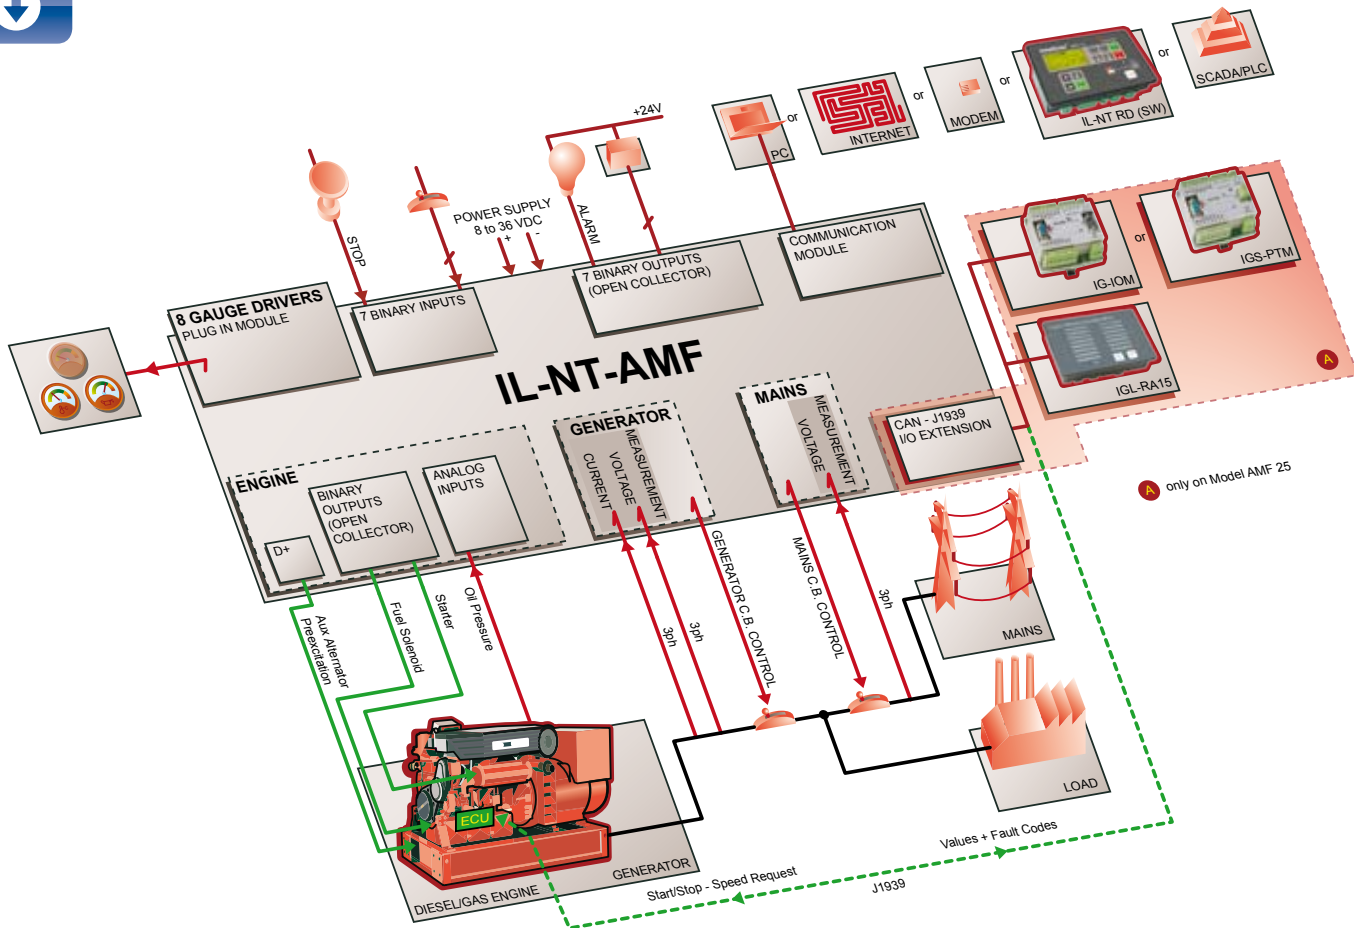 +24V
PC
or
INTERNET
or
MODEM
or
IL-NT RD (SW)
or
SCADA/PLC
STOP
POWER SUPPLY
8 to 36 VDC
+ -
ALARM
8 GAUGE DRIVERS
PLUG IN MODULE
7 BINARY INPUTS
7 BINARY OUTPUTS
(OPEN COLLECTOR)
COMMUNICATION
MODULE
IG-IOM
or
IGS-PTM
IGL-RA15
A
IL-NT-AMF
ENGINE
D+
BINARY
OUTPUTS
(OPEN
COLLECTOR)
ANALOG
INPUTS
GENERATOR
CURRENT
VOLTAGE
MEASUREMENT
MAINS
VOLTAGE
MEASUREMENT
CAN - J1939
I/O EXTENSION
A only on Model AMF 25
Aux Alternator
Preexcitation
Fuel Solenoid
Starter
Oil Pressure
3ph
3ph
GENERATOR C.B. CONTROL
MAINS C.B. CONTROL
3ph
MAINS
LOAD
ECU
DIESEL/GAS ENGINE
GENERATOR
Start/Stop - Speed Request
J1939
Values + Fault Codes